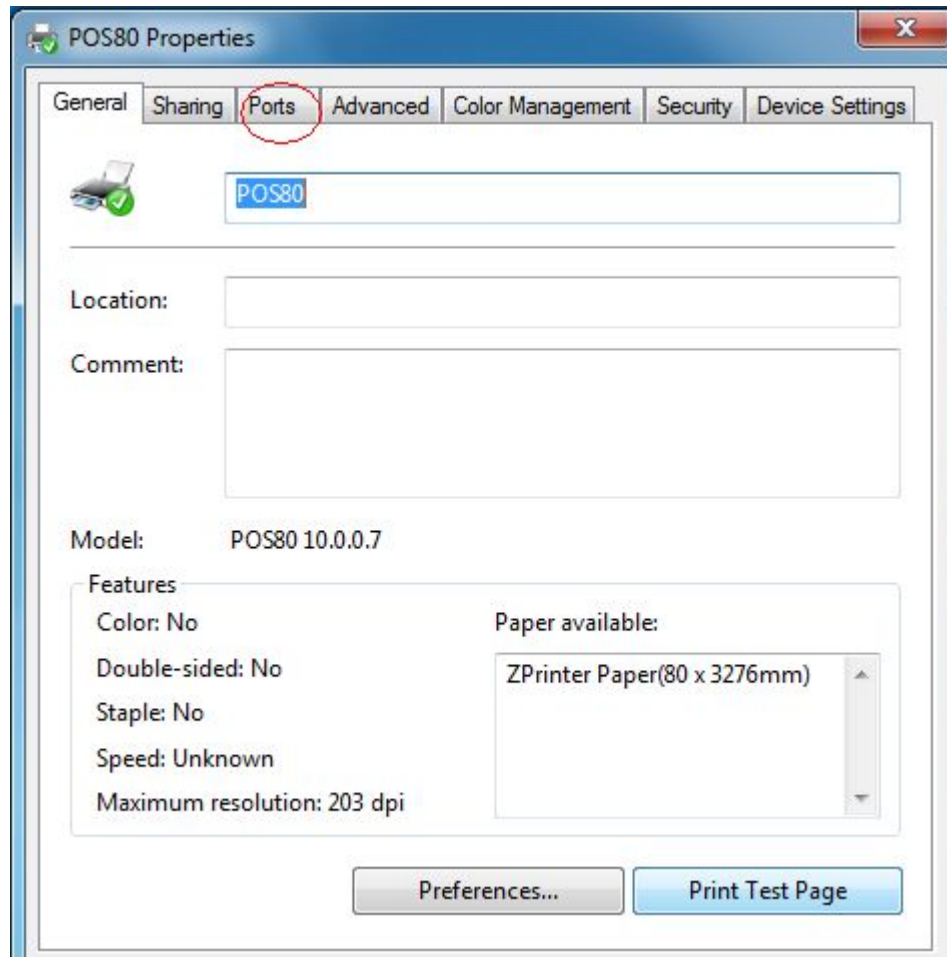 POS80 Properties
General Sharing Ports Advanced Color Management Security Device Settings
POS80
Location:
Comment:
Model: POS80 10.0.0.7
Features
Color: No
Double-sided: No
Staple: No
Speed: Unknown
Maximum resolution: 203 dpi
Paper available:
ZPrinter Paper(80 x 3276mm)
Preferences... Print Test Page